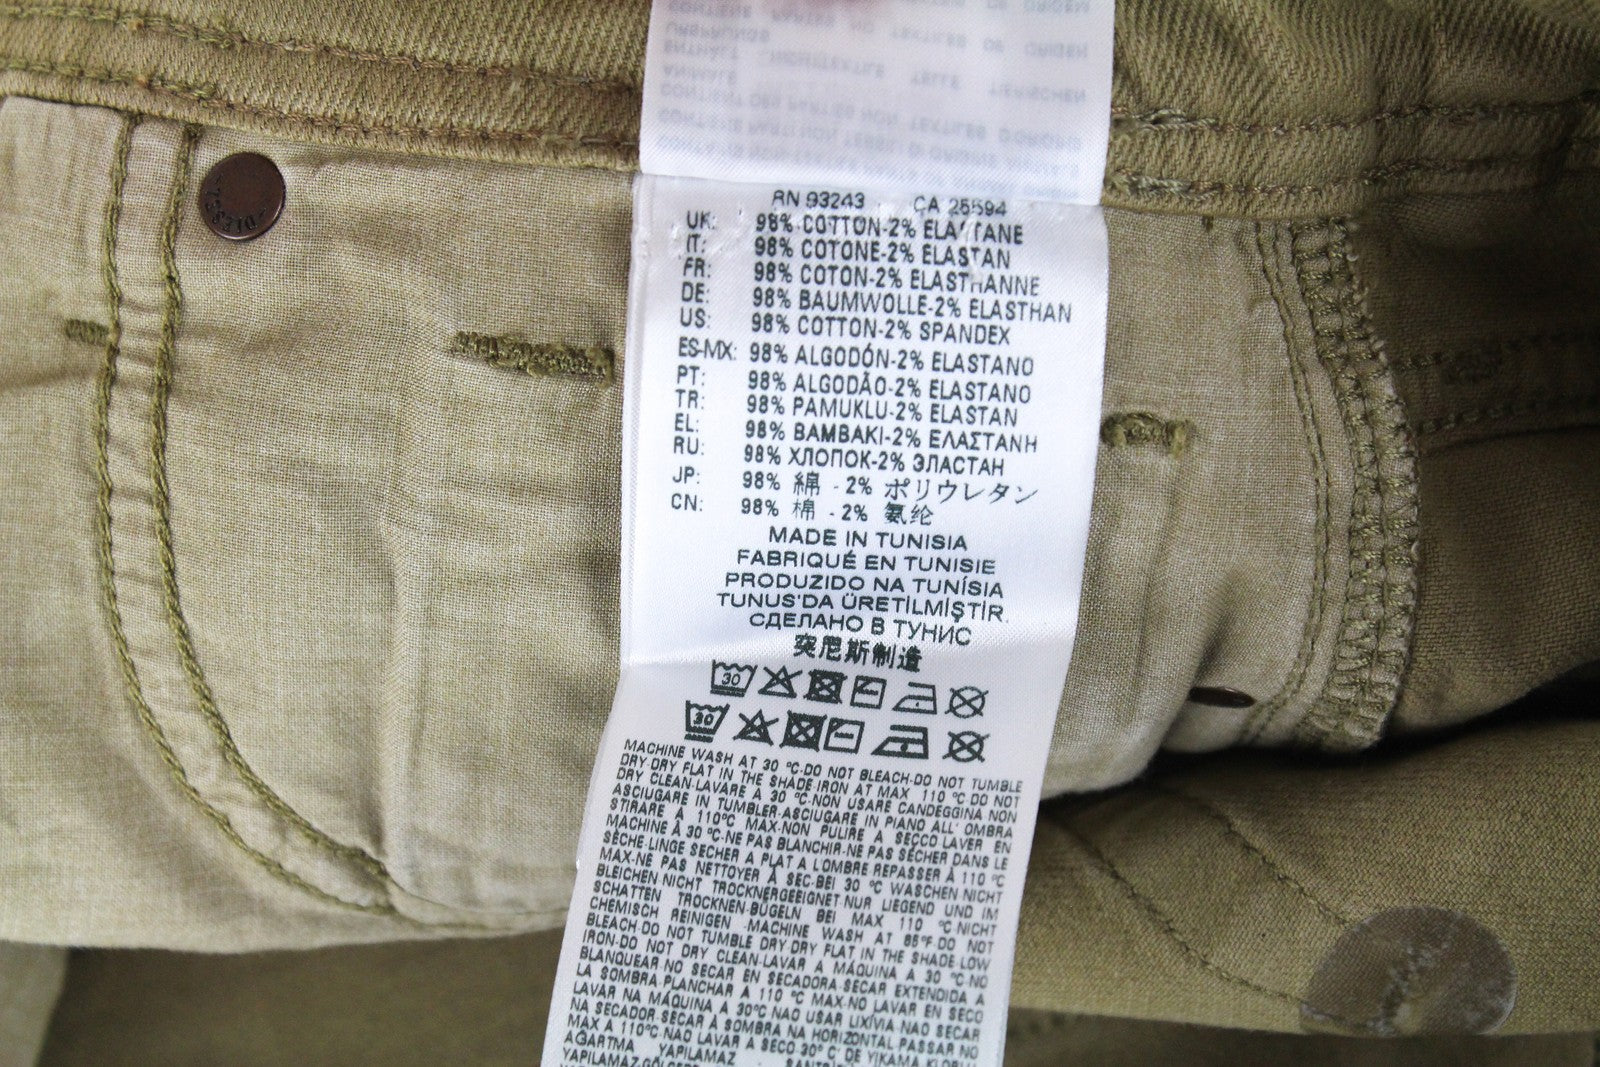 DIESEL
RN 93243 CA 25594
UK: 98% COTTON-2% ELASTANE
IT: 98% COTONE-2% ELASTAN
FR: 98% COTON-2% ELASTHANNE
DE: 98% BAUMWOLLE-2% ELASTHAN
US: 98% COTTON-2% SPANDEX
ES-MX: 98% ALGODÓN-2% ELASTANO
PT: 98% ALGODÃO-2% ELASTANO
TR: 98% PAMUKLU-2% ELASTAN
EL: 98% ΒΑΜΒΑΚΙ-2% ΕΛΑΣΤΑΝΗ
RU: 98% ХЛОПОК-2% ЭЛАСТАН
JP: 98% 綿 - 2% ポリウレタン
CN: 98% 棉 - 2% 氨纶
MADE IN TUNISIA
FABRIQUÉ EN TUNISIE
PRODUZIDO NA TUNÍSIA
TUNUS'DA ÜRETİLMİŞTİR.
СДЕЛАНО В ТУНИС
突尼斯制造
30
30
MACHINE WASH AT 30 °C-DO NOT BLEACH-DO NOT TUMBLE
DRY-DRY FLAT IN THE SHADE IRON AT MAX 110 °C DO NOT
DRY CLEAN-LAVARE A 30 °C-NON USARE CANDEGGINA NON
ASCIUGARE IN TUMBLER-ASCIUGARE IN PIANO ALL' OMBRA
STIRARE A 110°C MAX-NON PULIRE A SECCO LAVER EN
MACHINE À 30 °C-NE PAS BLANCHIR-NE PAS SÉCHER DANS LE
SÈCHE-LINGE SÉCHER A PLAT A L'OMBRE REPASSER À 110 °C
MAX-NE PAS NETTOYER À SEC-BEI 30 °C WASCHEN NICHT
BLEICHEN NICHT TROCKNERGEEIGNET NUR LIEGEND UND IM
SCHATTEN TROCKNEN-BÜGELN BEI MAX 110 °C-NICHT
CHEMISCH REINIGEN -MACHINE WASH AT 85°F-DO NOT
BLEACH-DO NOT TUMBLE DRY-DRY FLAT IN THE SHADE-LOW
IRON-DO NOT DRY CLEAN-LAVAR A MÁQUINA A 30 °C-NO
BLANQUEAR NO SECAR EN SECADORA-SECAR EXTENDIDA A
LA SOMBRA-PLANCHAR A 110 °C MAX-NO LAVAR EN SECO
LAVAR NA MÁQUINA A 30°C NAO USAR LIXÍVIA-NAO SECAR
NA SECADOR-SECAR À SOMBRA NA HORIZONTAL PASSAR NO
MAX A 110°C-NAO LAVAR A SECO 30° C' DE YIKAMA KLORLU
AĞARTMA YAPILAMAZ
YAPILAMAZ